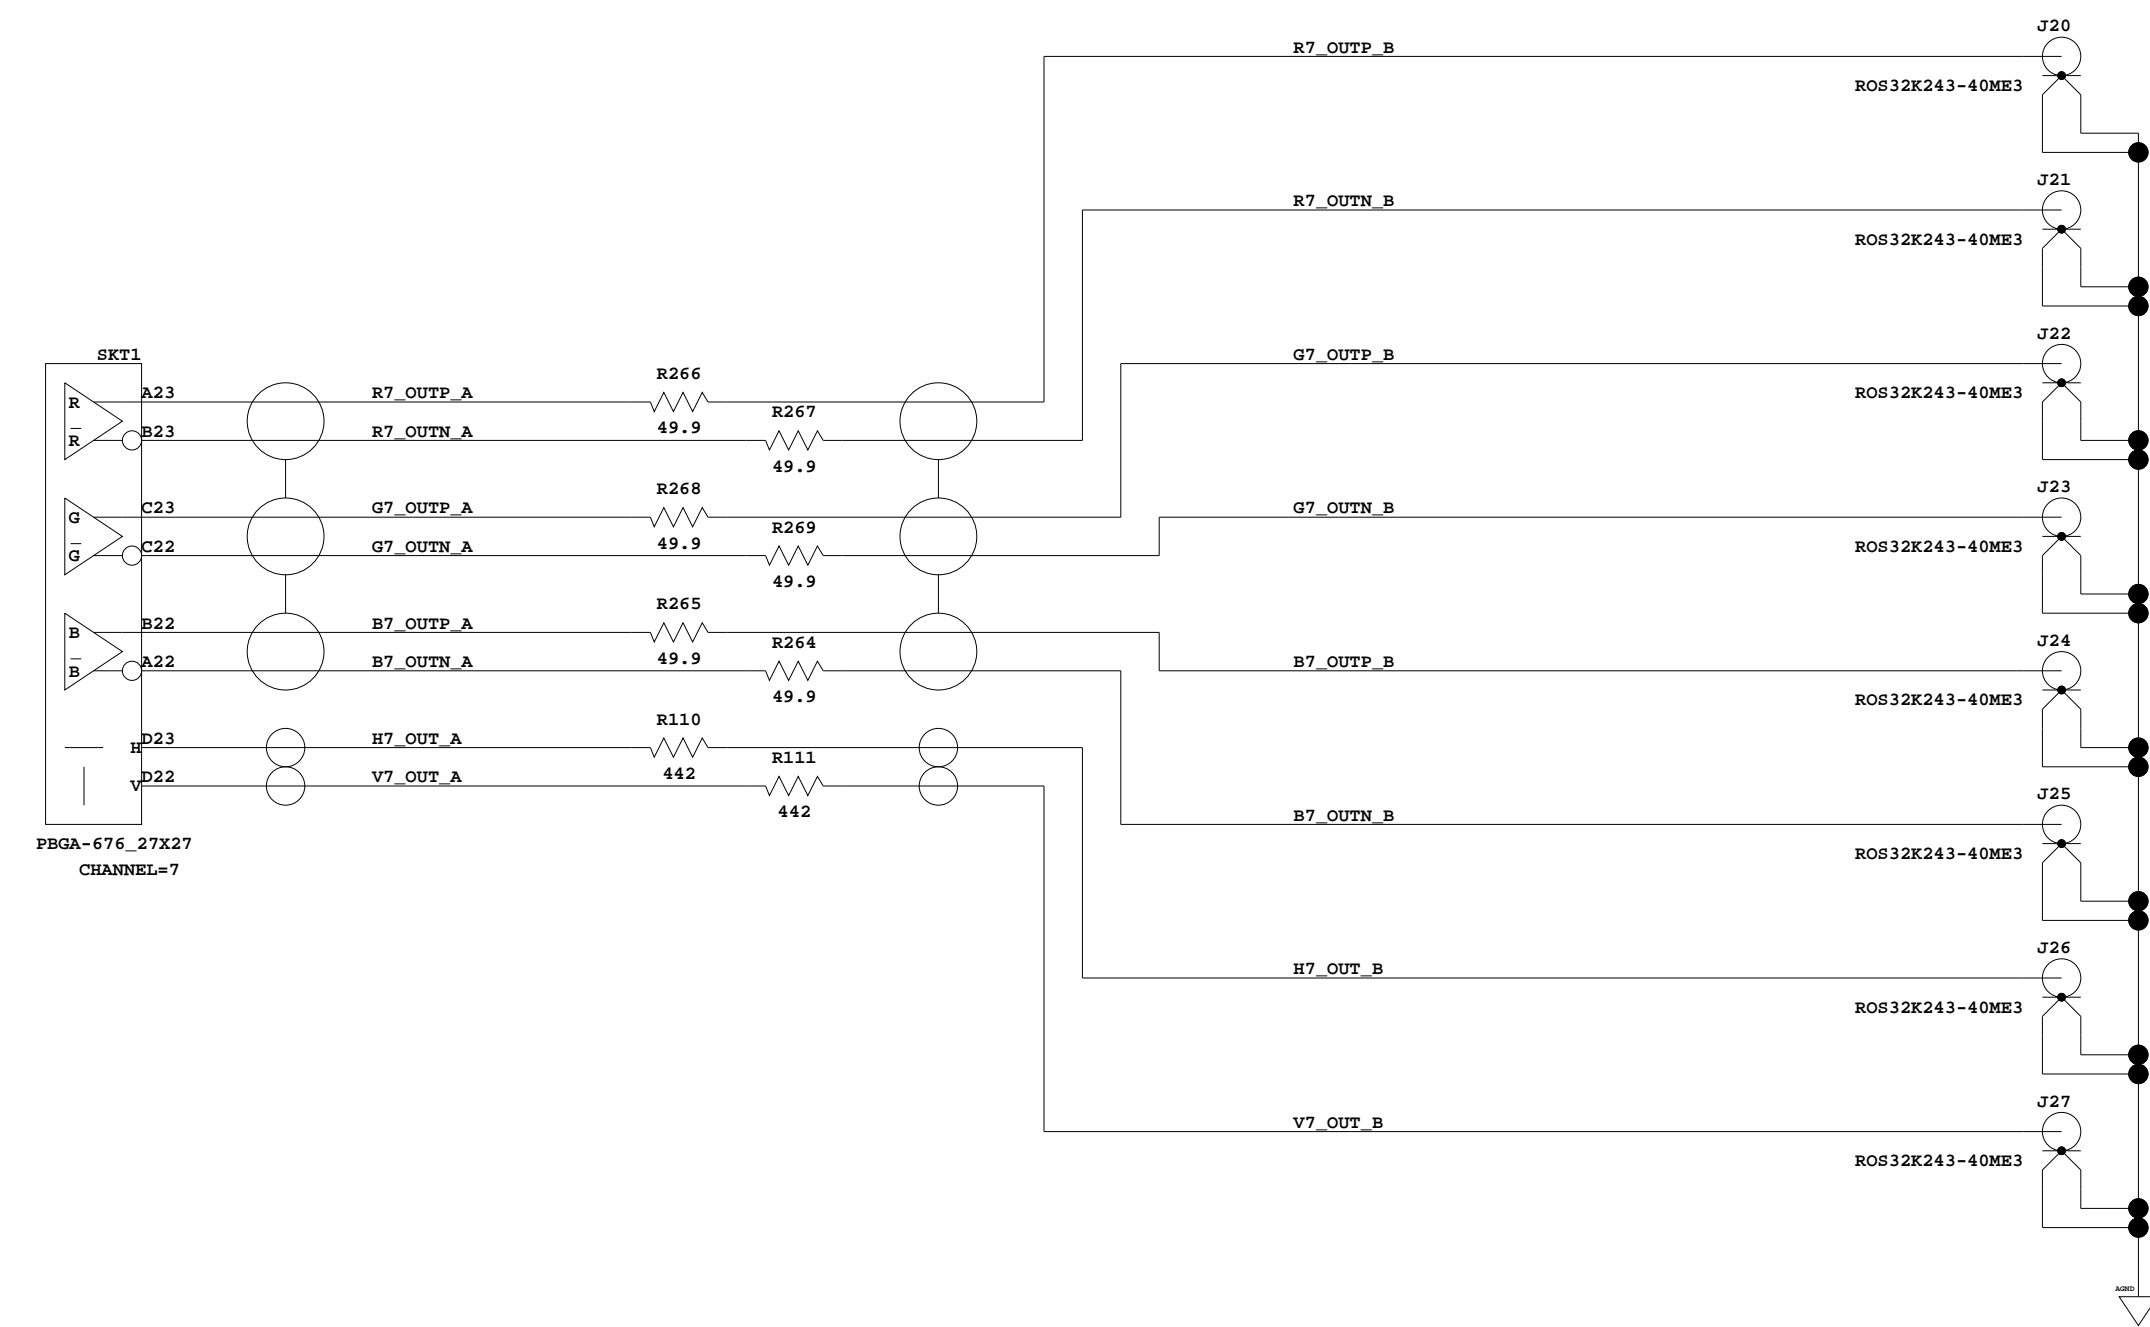 J20
R7_OUTP_B
ROS32K243-40ME3
J21
R7_OUTN_B
ROS32K243-40ME3
J22
G7_OUTP_B
ROS32K243-40ME3
J23
G7_OUTN_B
ROS32K243-40ME3
J24
B7_OUTP_B
ROS32K243-40ME3
J25
B7_OUTN_B
ROS32K243-40ME3
J26
H7_OUT_B
ROS32K243-40ME3
J27
V7_OUT_B
ROS32K243-40ME3
AGND
SKT1
R A23 R7_OUTP_A R266 49.9
R B23 R7_OUTN_A R267 49.9
G C23 G7_OUTP_A R268 49.9
G C22 G7_OUTN_A R269 49.9
B B22 B7_OUTP_A R265 49.9
B A22 B7_OUTN_A R264 49.9
H D23 H7_OUT_A R110 442
V D22 V7_OUT_A R111 442
PBGA-676_27X27
CHANNEL=7